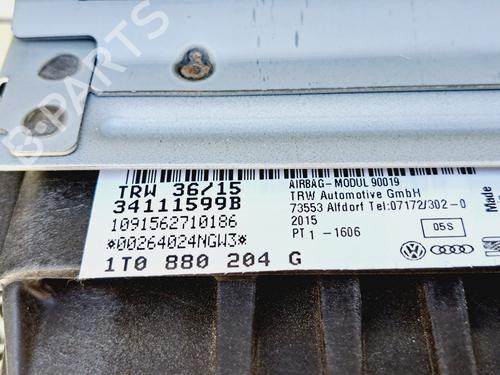 B-PARTS
TRW 36/15
34111599B
1091562710186
*00264024NGW3*
1T0 880 204 G
AIRBAG-MODUL 90019
TRW Automotive GmbH
73553 Alfdorf Tel:07172/302-0
2015
PT1 -1606
05S
Made